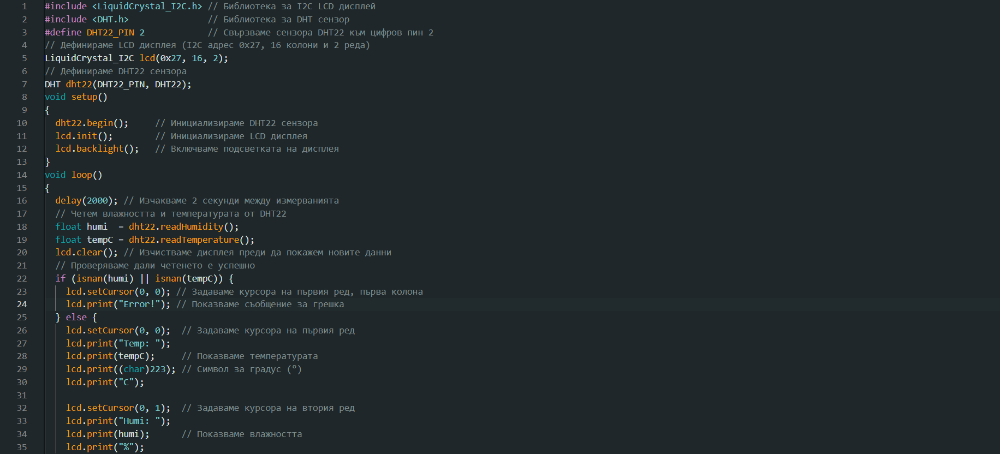 1 #include <LiquidCrystal_I2C.h> // Библиотека за I2C LCD дисплей
2 #include <DHT.h>               // Библиотека за DHT сензор
3 #define DHT22_PIN 2            // Свързваме сензора DHT22 към цифров пин 2
4 // Дефинираме LCD дисплея (I2C адрес 0x27, 16 колони и 2 реда)
5 LiquidCrystal_I2C lcd(0x27, 16, 2);
6 // Дефинираме DHT22 сензора
7 DHT dht22(DHT22_PIN, DHT22);
8 void setup()
9 {
10   dht22.begin();     // Инициализираме DHT22 сензора
11   lcd.init();        // Инициализираме LCD дисплея
12   lcd.backlight();   // Включваме подсветката на дисплея
13 }
14 void loop()
15 {
16   delay(2000); // Изчакваме 2 секунди между измерванията
17   // Четем влажността и температурата от DHT22
18   float humi  = dht22.readHumidity();
19   float tempC = dht22.readTemperature();
20   lcd.clear(); // Изчистваме дисплея преди да покажем новите данни
21   // Проверяваме дали четенето е успешно
22   if (isnan(humi) || isnan(tempC)) {
23     lcd.setCursor(0, 0); // Задаваме курсора на първия ред, първа колона
24     lcd.print("Error!"); // Показваме съобщение за грешка
25   } else {
26     lcd.setCursor(0, 0);  // Задаваме курсора на първия ред
27     lcd.print("Temp: ");
28     lcd.print(tempC);     // Показваме температурата
29     lcd.print((char)223); // Символ за градус (°)
30     lcd.print("C");
31
32     lcd.setCursor(0, 1);  // Задаваме курсора на втория ред
33     lcd.print("Humi: ");
34     lcd.print(humi);      // Показваме влажността
35     lcd.print("%");